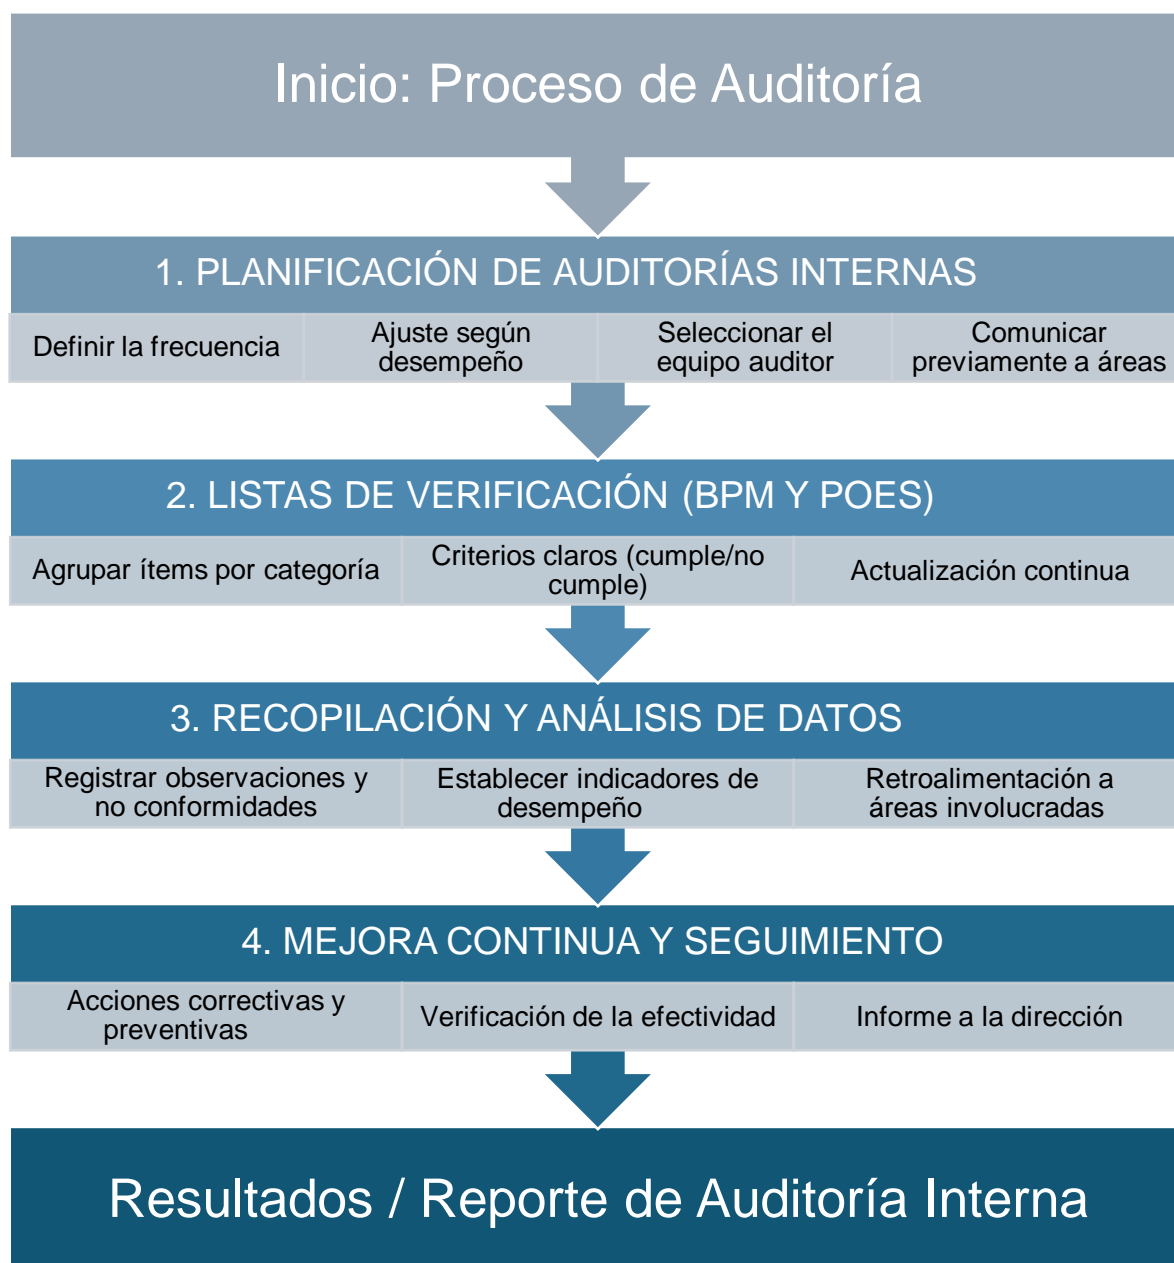 Inicio: Proceso de Auditoría
1. PLANIFICACIÓN DE AUDITORÍAS INTERNAS
Definir la frecuencia
Ajuste según
desempeño
Seleccionar el
equipo auditor
Comunicar
previamente a áreas
2. LISTAS DE VERIFICACIÓN (BPM Y POES)
Agrupar ítems por categoría
Criterios claros (cumple/no
cumple)
Actualización continua
3. RECOPILACIÓN Y ANÁLISIS DE DATOS
Registrar observaciones y
no conformidades
Establecer indicadores de
desempeño
Retroalimentación a
áreas involucradas
4. MEJORA CONTINUA Y SEGUIMIENTO
Acciones correctivas y
preventivas
Verificación de la efectividad
Informe a la dirección
Resultados / Reporte de Auditoría Interna